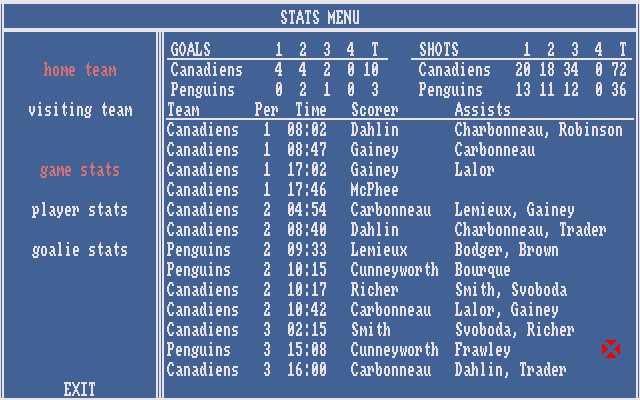 STATS MENU
home team
visiting team
game stats
player stats
goalie stats
EXIT
GOALS 1 2 3 4 T
Canadiens 4 4 2 0 10
Penguins 0 2 1 0 3
SHOTS 1 2 3 4 T
Canadiens 20 18 34 0 72
Penguins 13 11 12 0 36
Team Per Time Scorer Assists
Canadiens 1 08:02 Dahlin Charbonneau, Robinson
Canadiens 1 08:47 Gainey Carbonneau
Canadiens 1 17:02 Gainey Lalor
Canadiens 1 17:46 McPhee
Canadiens 2 04:54 Carbonneau Lemieux, Gainey
Canadiens 2 08:40 Dahlin Charbonneau, Trader
Penguins 2 09:33 Lemieux Bodger, Brown
Penguins 2 10:15 Cunneyworth Bourque
Canadiens 2 10:17 Richer Smith, Svoboda
Canadiens 2 10:42 Carbonneau Lalor, Gainey
Canadiens 3 02:15 Smith Svoboda, Richer
Penguins 3 15:08 Cunneyworth Frawley
Canadiens 3 16:00 Carbonneau Dahlin, Trader